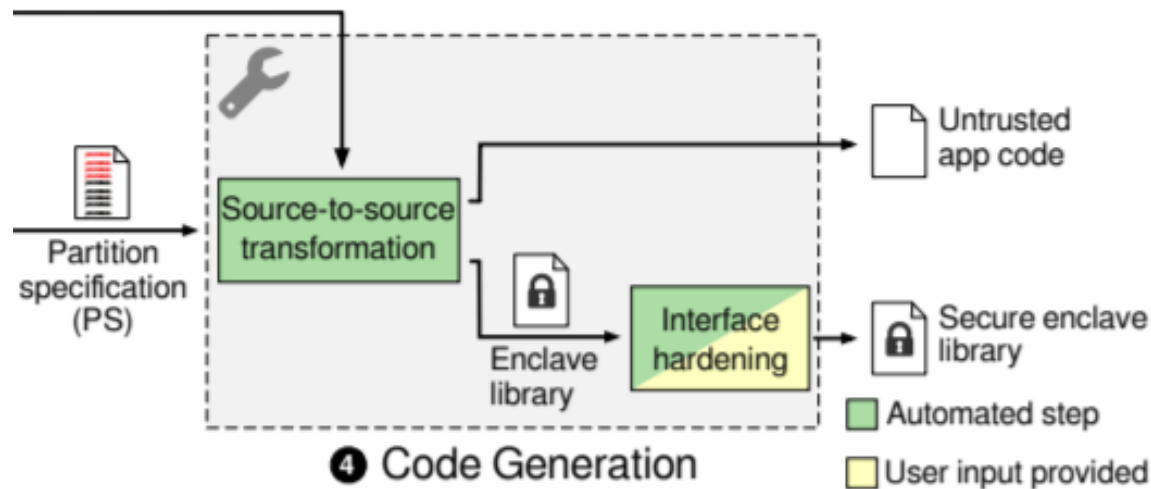 Untrusted
app code
Source-to-source
transformation
Partition
specification
(PS)
Interface
hardening
Enclave
library
Secure enclave
library
Automated step
User input provided
4 Code Generation